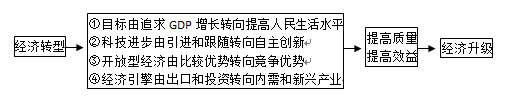 经济转型
①目标由追求 GDP 增长转向提高人民生活水平
②科技进步由引进和跟随转向自主创新
③开放型经济由比较优势转向竞争优势
④经济引擎由出口和投资转向内需和新兴产业
提高质量
提高效益
经济升级